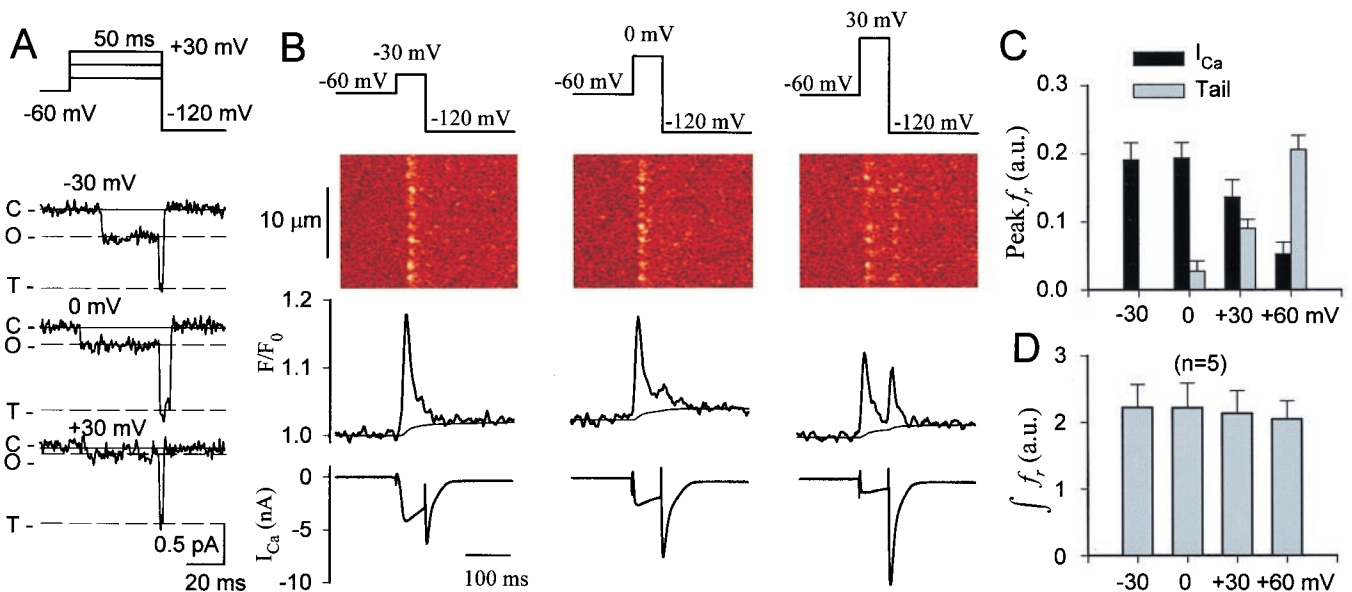 A
50 ms
+30 mV
-60 mV
-120 mV
-30 mV
C -
O -
T -
0 mV
C -
O -
T -
+30 mV
C -
O -
T -
0.5 pA
20 ms
B
-30 mV
-60 mV
-120 mV
0 mV
-60 mV
-120 mV
30 mV
-60 mV
-120 mV
10 µm
1.2
1.1
1.0
F/F0
0
-5
-10
ICa (nA)
100 ms
C
ICa
Tail
0.3
0.2
0.1
0.0
Peak fr (a.u.)
-30 0 +30 +60 mV
D
(n=5)
3
2
1
0
∫ fr (a.u.)
-30 0 +30 +60 mV